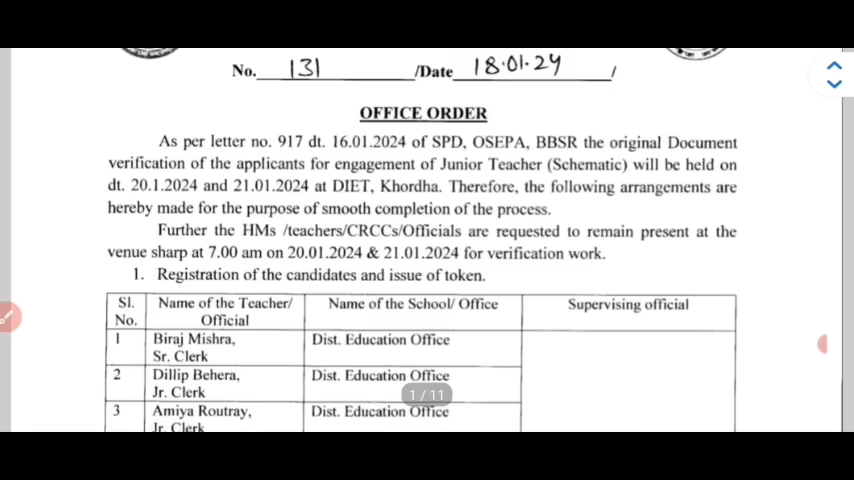 No. 131 /Date 18.01.24 /
OFFICE ORDER
As per letter no. 917 dt. 16.01.2024 of SPD, OSEPA, BBSR the original Document
verification of the applicants for engagement of Junior Teacher (Schematic) will be held on
dt. 20.1.2024 and 21.01.2024 at DIET, Khordha. Therefore, the following arrangements are
hereby made for the purpose of smooth completion of the process.
Further the HMs /teachers/CRCCs/Officials are requested to remain present at the
venue sharp at 7.00 am on 20.01.2024 & 21.01.2024 for verification work.
1. Registration of the candidates and issue of token.
Sl. No. Name of the Teacher/ Official Name of the School/ Office Supervising official
1 Biraj Mishra, Dist. Education Office
Sr. Clerk
2 Dillip Behera, Dist. Education Office
Jr. Clerk
1 / 11
3 Amiya Routray, Dist. Education Office
Jr. Clerk